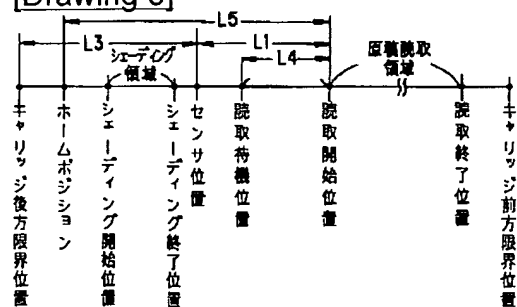 [Drawing 6]
L5
L3
L1
L4
シェーディング
領域
原稿読取
領域
キャリッジ後方限界位置
ホームポジション
シェーディング開始位置
シェーディング終了位置
センサ位置
読取待機位置
読取開始位置
読取終了位置
キャリッジ前方限界位置